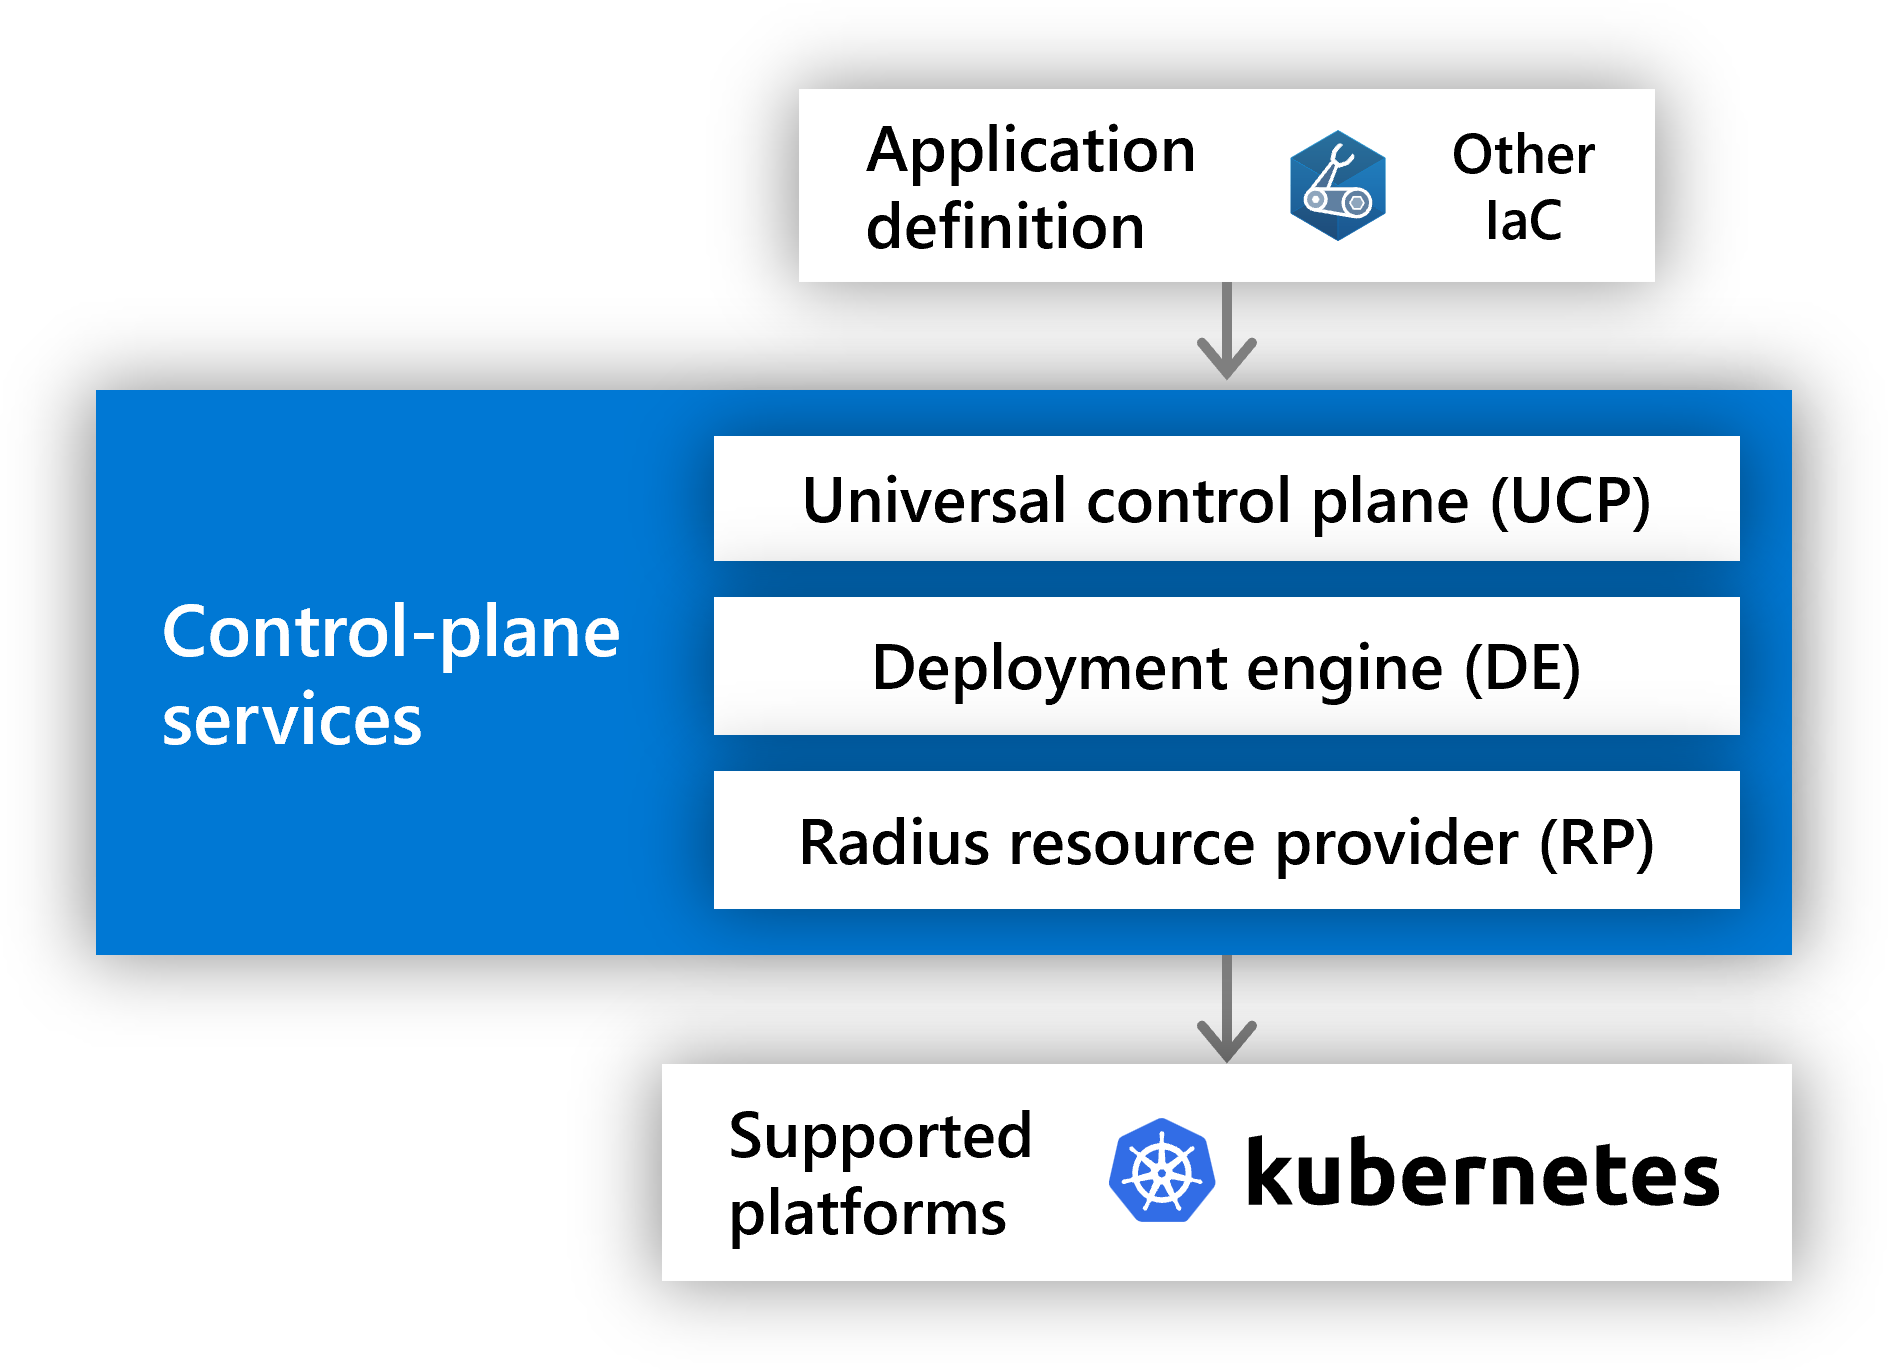 Application
definition
Other
IaC
Control-plane
services
Universal control plane (UCP)
Deployment engine (DE)
Radius resource provider (RP)
Supported
platforms
kubernetes